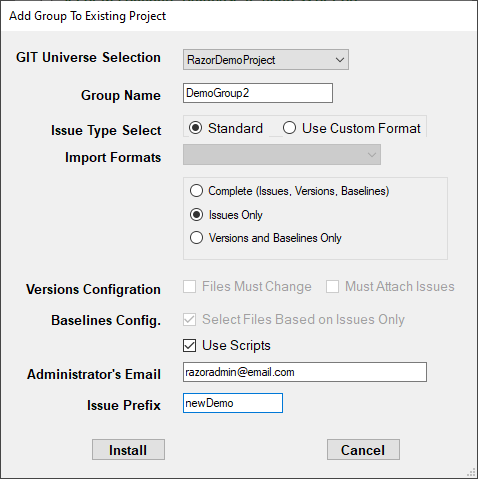 Add Group To Existing Project
GIT Universe Selection RazorDemoProject
Group Name DemoGroup2
Issue Type Select Standard Use Custom Format
Import Formats
Complete (Issues, Versions, Baselines)
Issues Only
Versions and Baselines Only
Versions Configration Files Must Change Must Attach Issues
Baselines Config. Select Files Based on Issues Only
Use Scripts
Administrator's Email razoradmin@email.com
Issue Prefix newDemo
Install Cancel